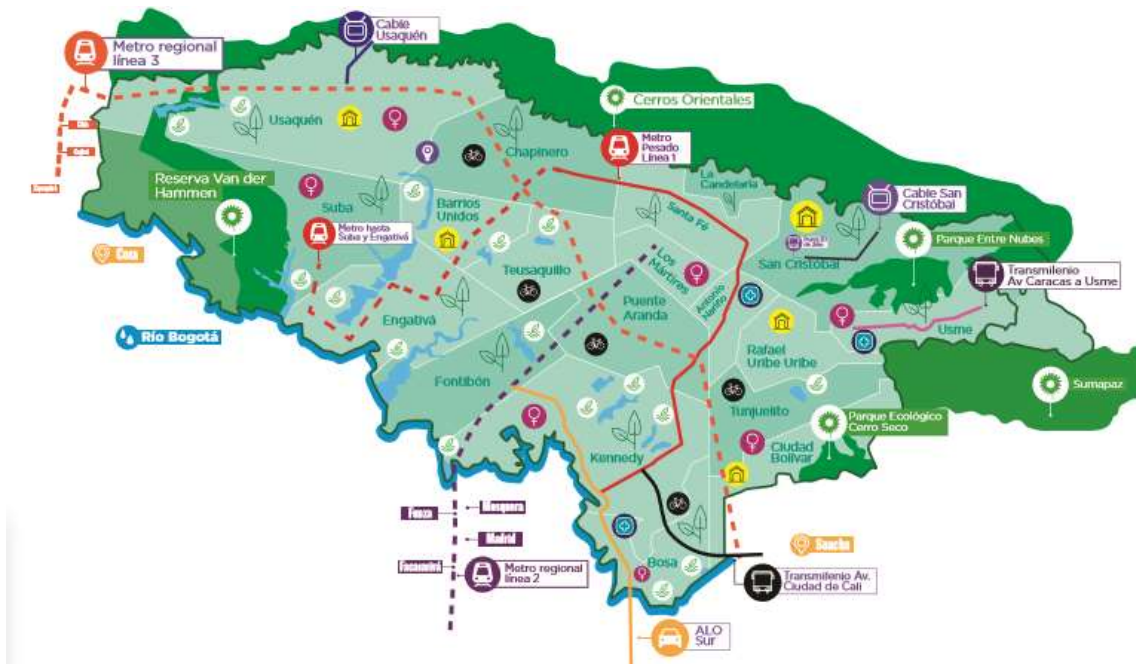 Metro regional
línea 3
Cable
Usaquén
Cerros Orientales
Usaquén
Metro
Pesado
Línea 1
Chapinero
La
Candelaria
Cable San
Cristóbal
Reserva Van der
Hammen
Suba
Barrios
Unidos
Santa Fé
San Cristóbal
Parque Entre Nubes
Metro hasta
Suba y Engativá
Teusaquillo
Los
Mártires
Antonio
Nariño
Transmilenio
Av Caracas a Usme
Cota
Río Bogotá
Engativá
Puente
Aranda
Usme
Rafael
Uribe Uribe
Fontibón
Sumapaz
Tunjuelito
Parque Ecológico
Cerro Seco
Kennedy
Ciudad
Bolívar
Funza
Mosquera
Madrid
Facatativá
Metro regional
línea 2
Bosa
Soacha
Transmilenio Av.
Ciudad de Cali
ALO
Sur